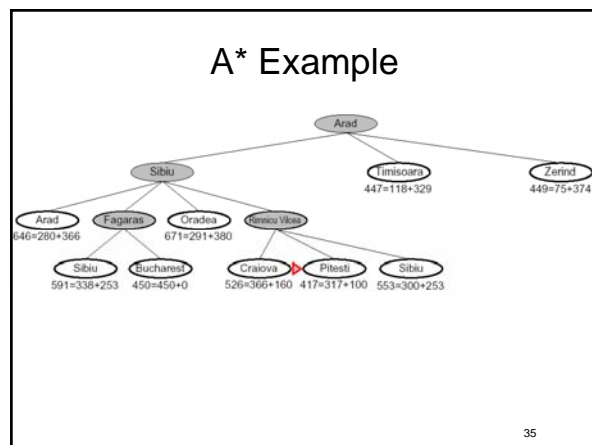 A* Example
Arad
Sibiu
Timisoara
447=118+329
Zerind
449=75+374
Arad
646=280+366
Fagaras
Oradea
671=291+380
Rimnicu Vilcea
Sibiu
591=338+253
Bucharest
450=450+0
Craiova
526=366+160
Pitesti
417=317+100
Sibiu
553=300+253
35